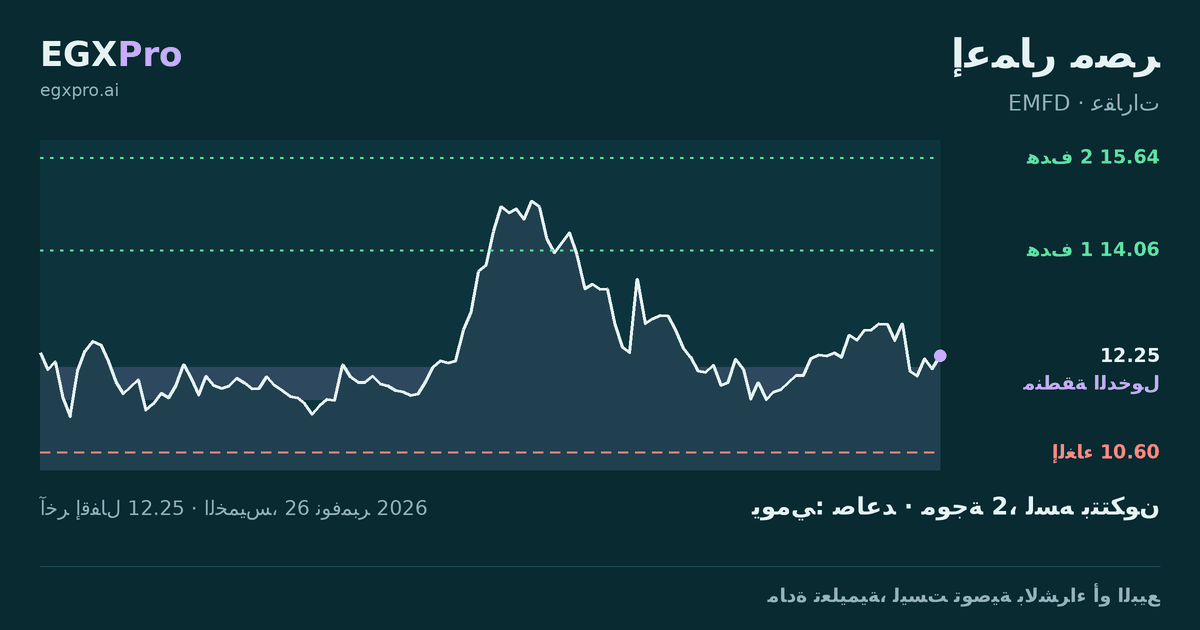 EGXPro
egxpro.ai
إعمار مصر
EMFD · عقارات
هدف 2 15.64
هدف 1 14.06
12.25
منطقة الدخول
إلغاء 10.60
يومي: صاعد · موجة 2، لسه بتتكون
آخر إقفال 12.25 · الخميس، 26 نوفمبر 2026
مادة تعليمية، ليست توصية بالشراء أو البيع